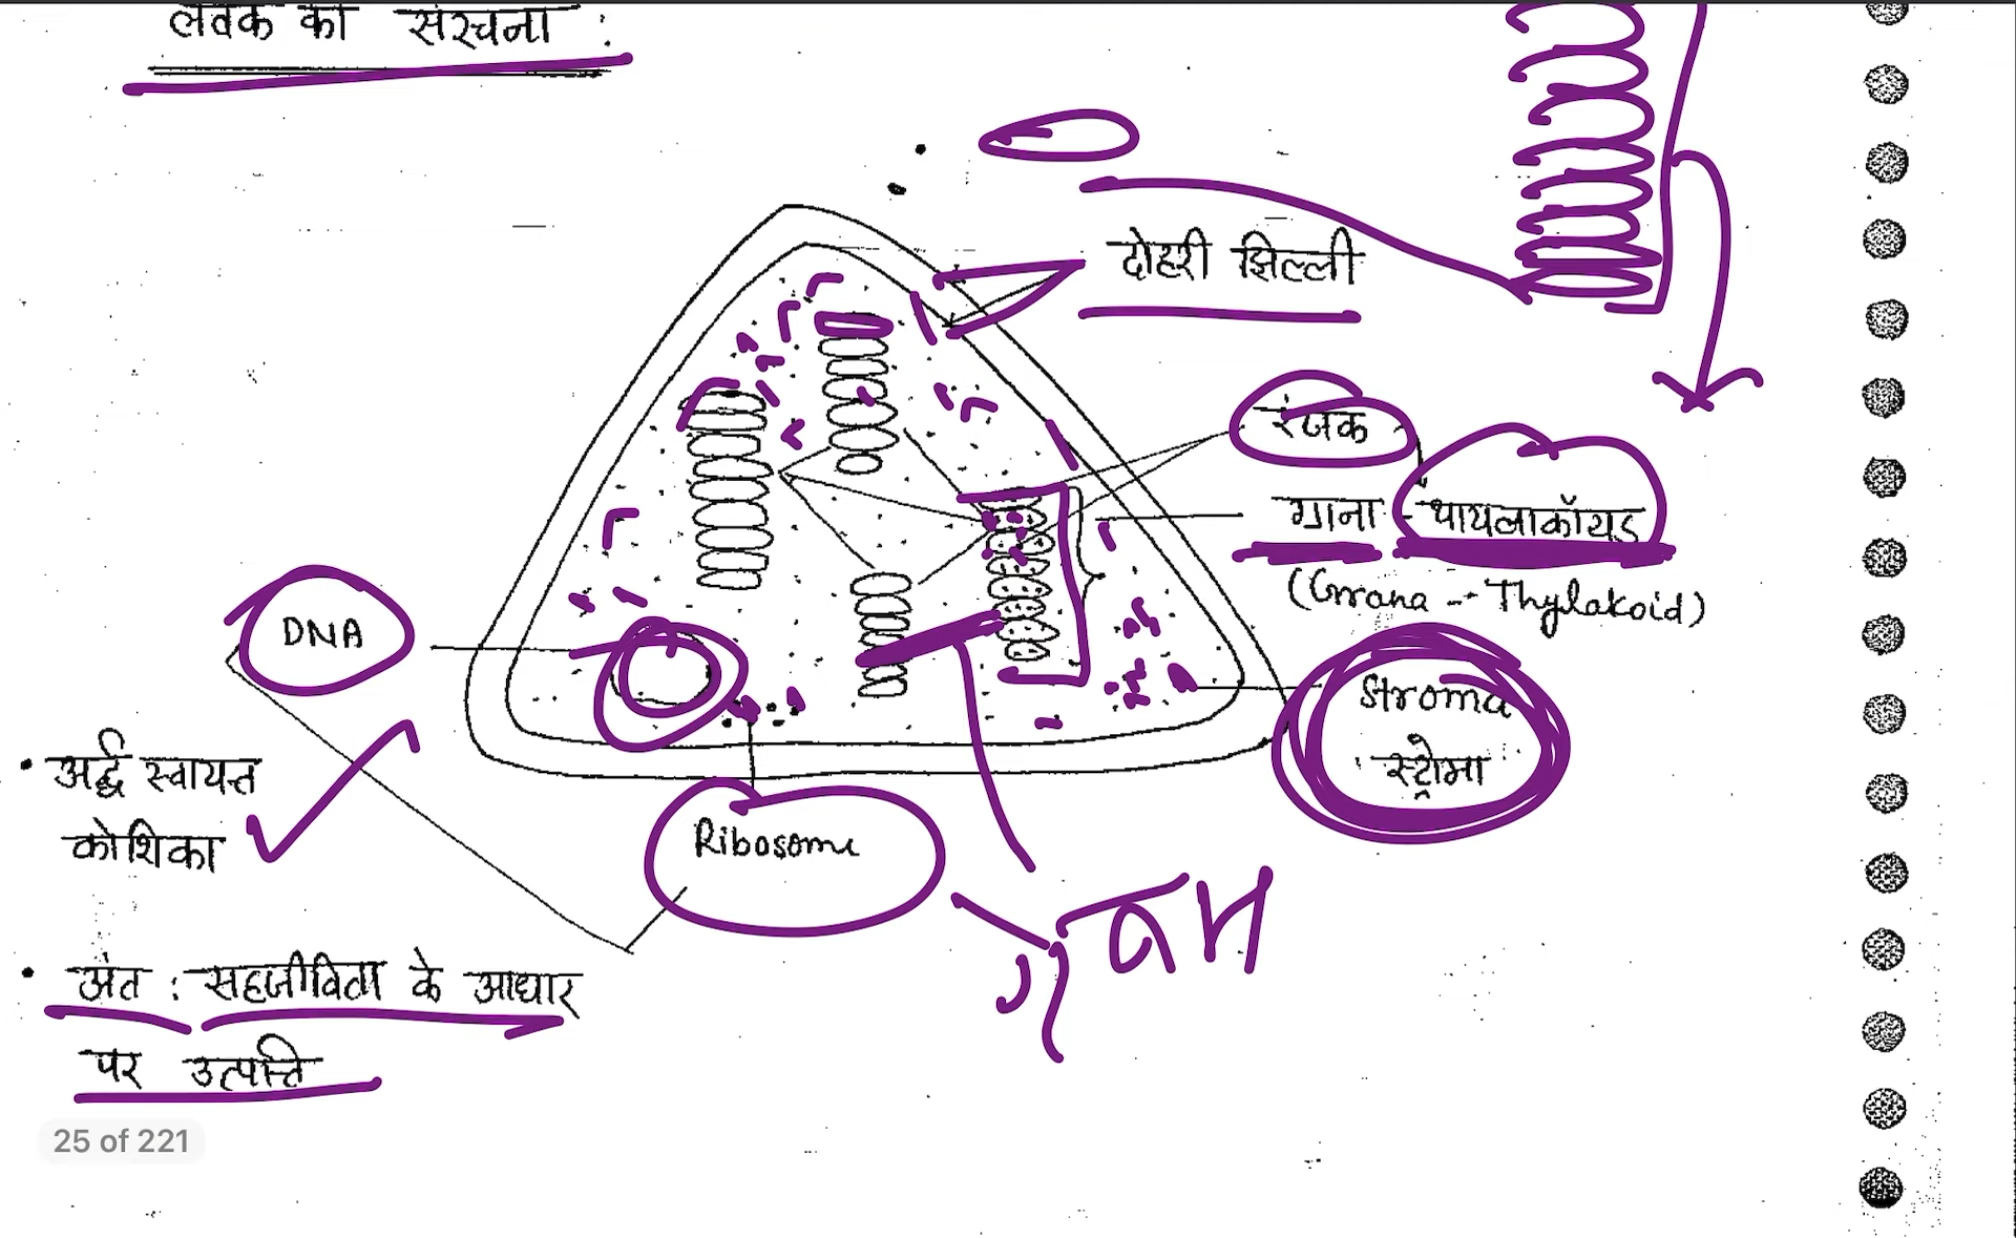 लवक की संरचना :
दोहरी झिल्ली
रंजक
ग्राना - थायलाकॉयड
(Grana - Thylakoid)
DNA
Stroma
स्ट्रोमा
• अर्द्ध स्वायत्त
कोशिका
Ribosome
• अंत : सहजीविता के आधार
पर उत्पत्ति
25 of 221